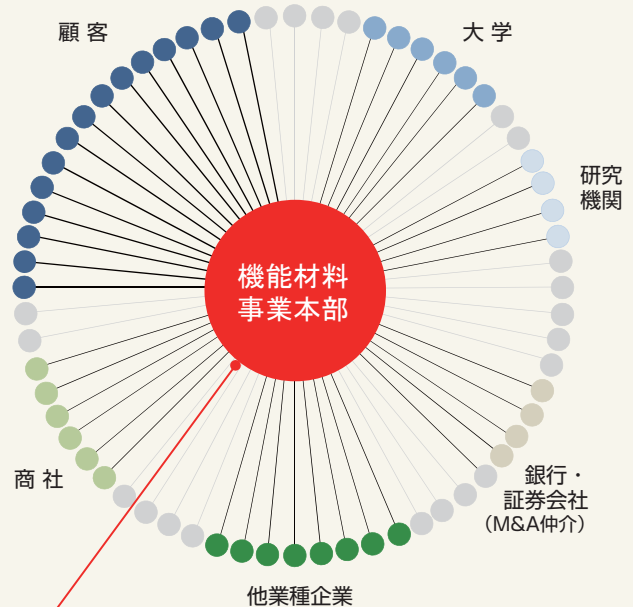 顧 客
大 学
研究
機関
機能材料
事業本部
商 社
銀行・
証券会社
（M&A仲介）
他業種企業